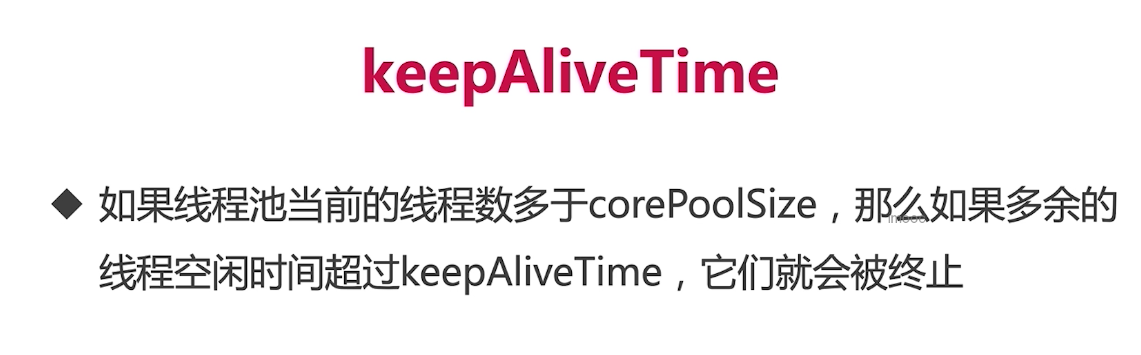 keepAliveTime
◆ 如果线程池当前的线程数多于corePoolSize，那么如果多余的
线程空闲时间超过keepAliveTime，它们就会被终止
imooc